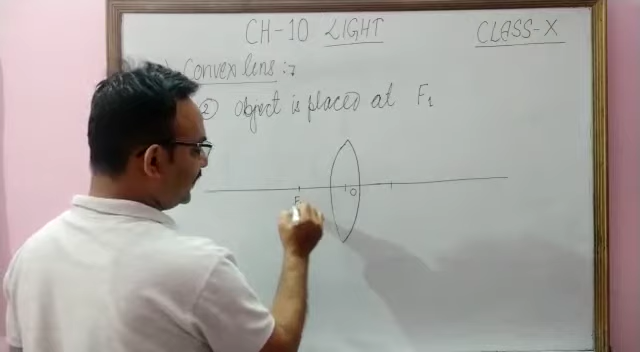 CH-10 LIGHT
CLASS-X
Convex lens :-
② object is placed at F₁
F O